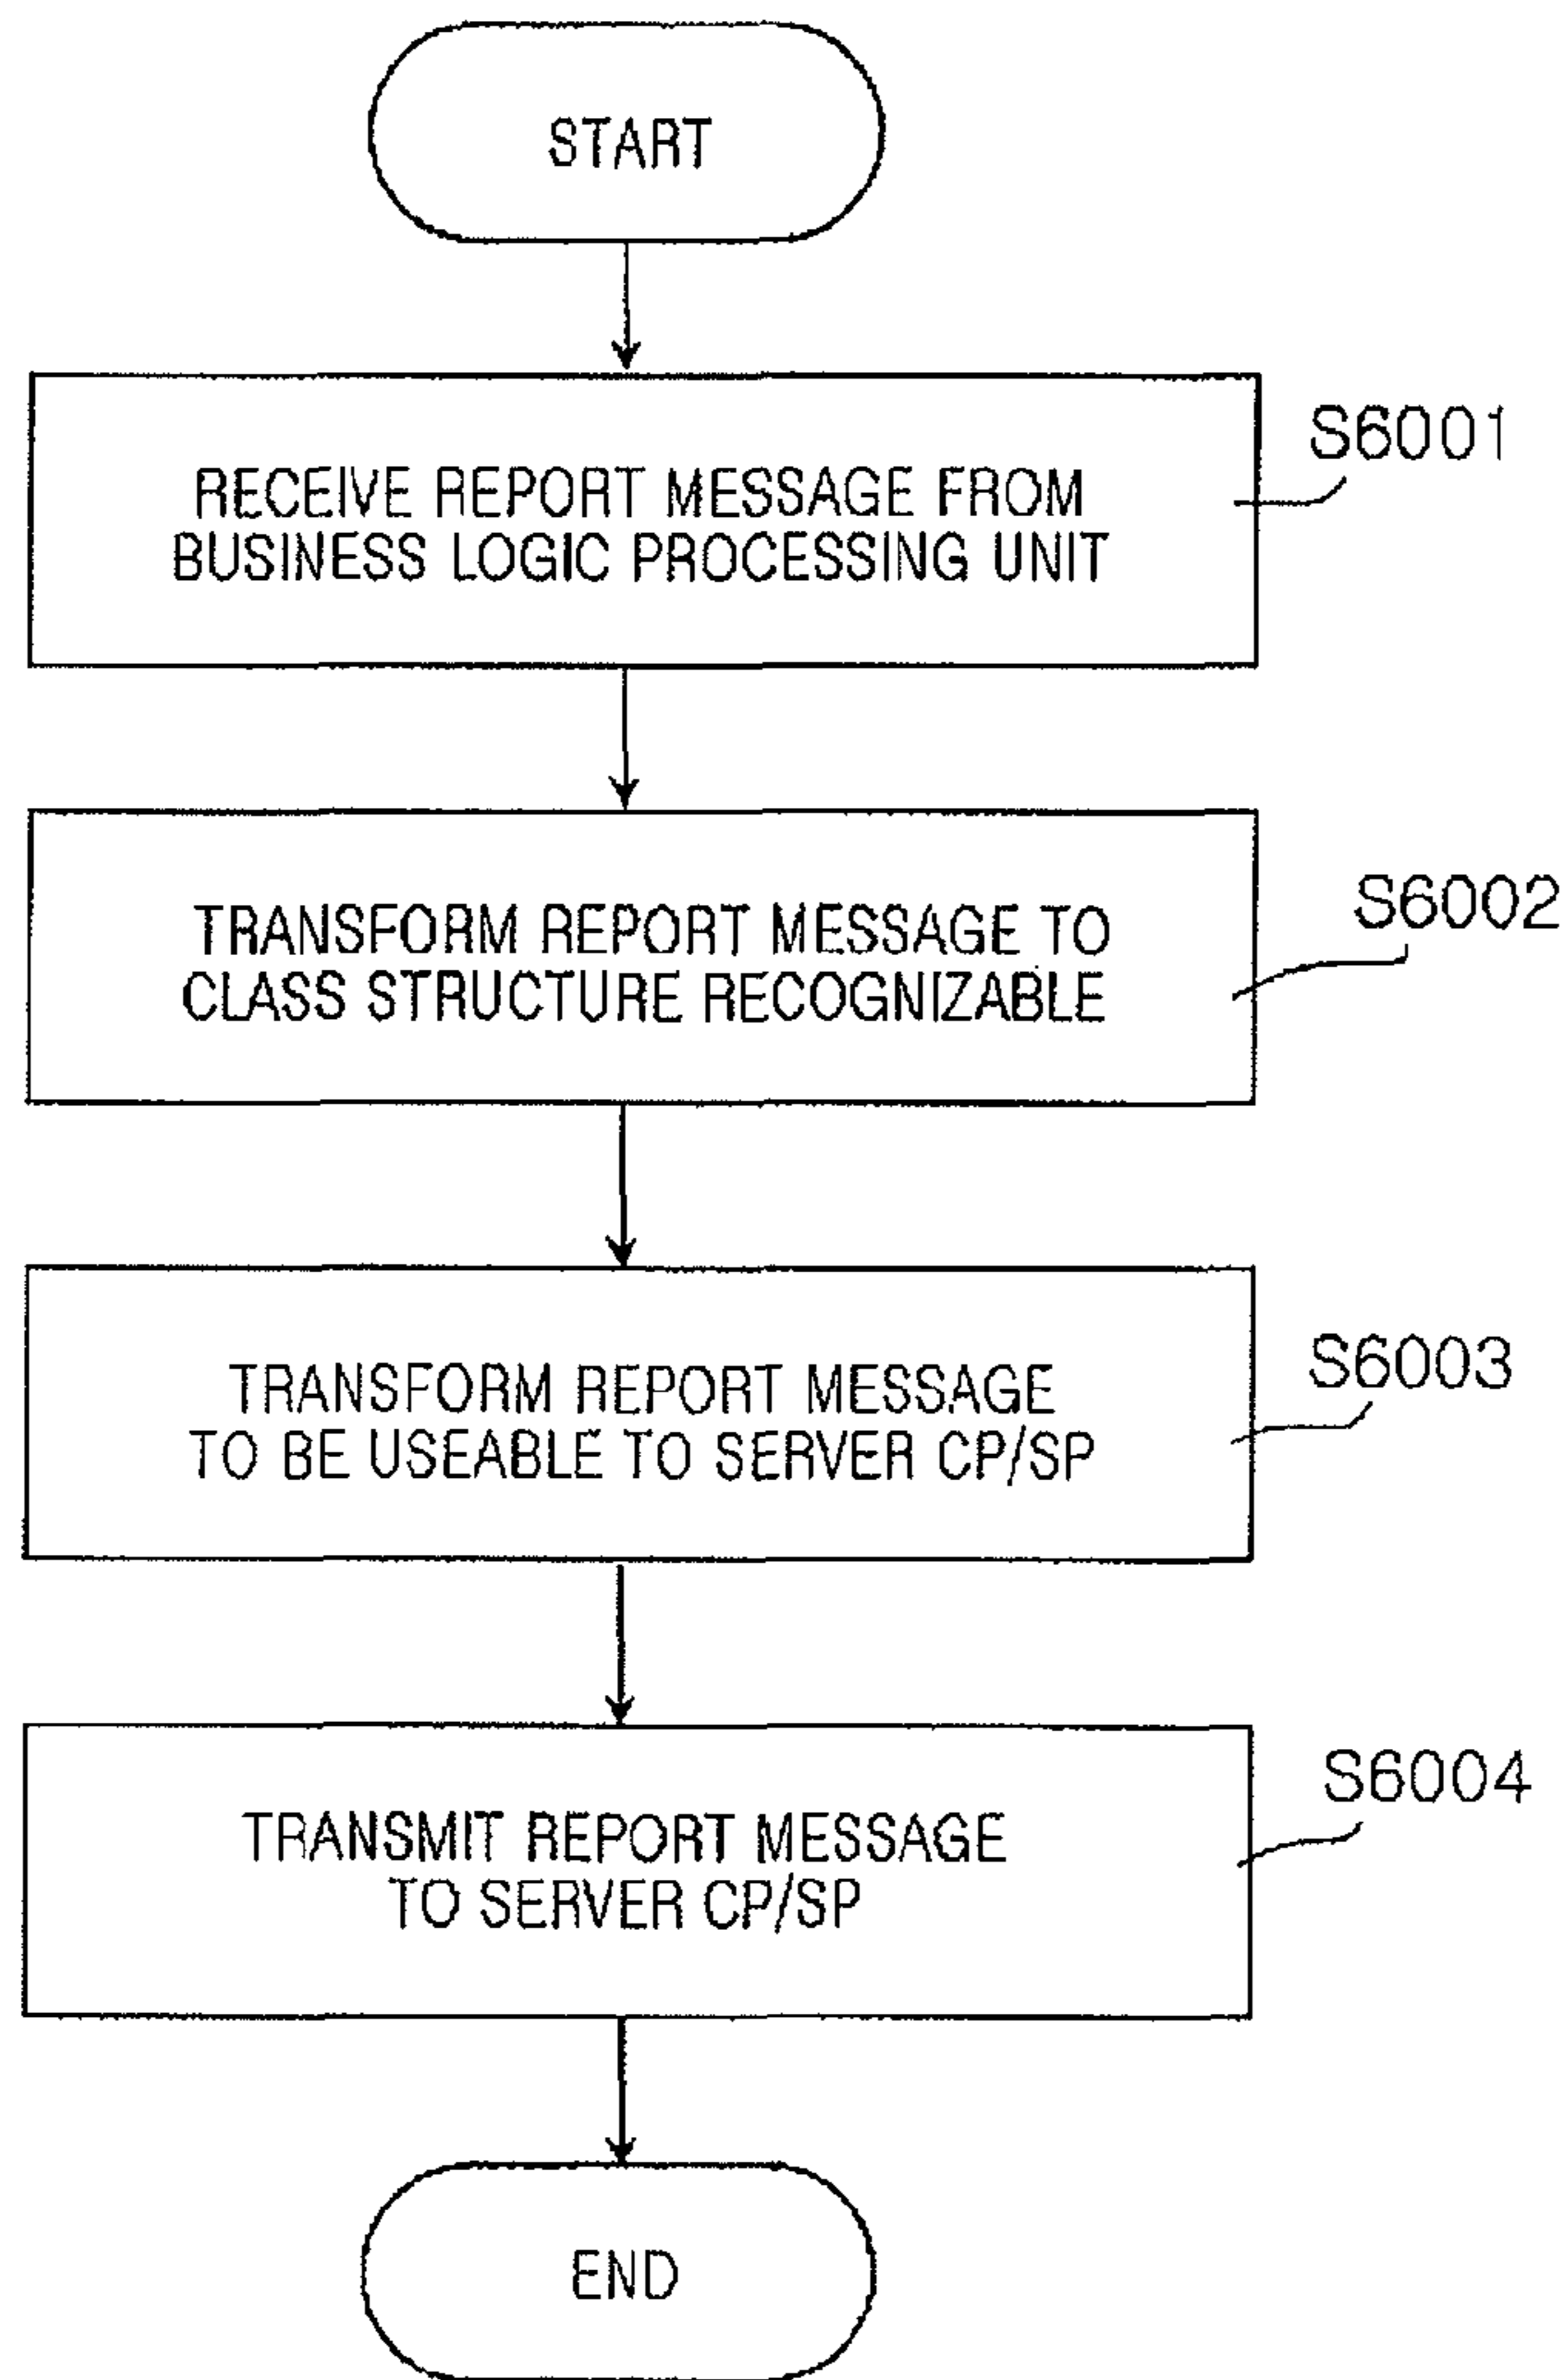 START
S6001
RECEIVE REPORT MESSAGE FROM
BUSINESS LOGIC PROCESSING UNIT
S6002
TRANSFORM REPORT MESSAGE TO
CLASS STRUCTURE RECOGNIZABLE
S6003
TRANSFORM REPORT MESSAGE
TO BE USEABLE TO SERVER CP/SP
S6004
TRANSMIT REPORT MESSAGE
TO SERVER CP/SP
END